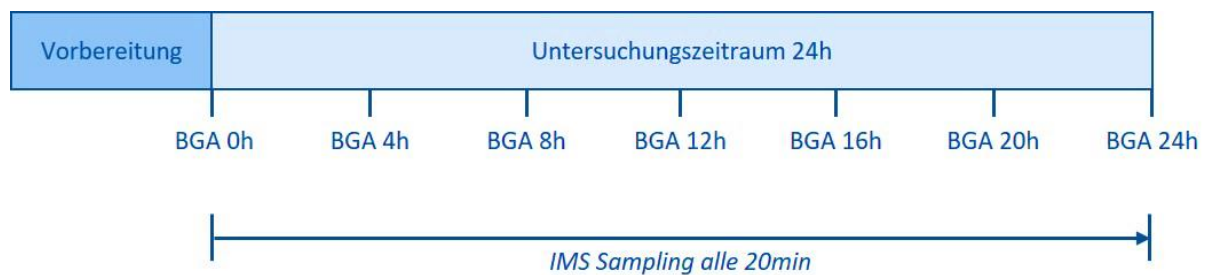 Vorbereitung
Untersuchungszeitraum 24h
BGA 0h
BGA 4h
BGA 8h
BGA 12h
BGA 16h
BGA 20h
BGA 24h
IMS Sampling alle 20min